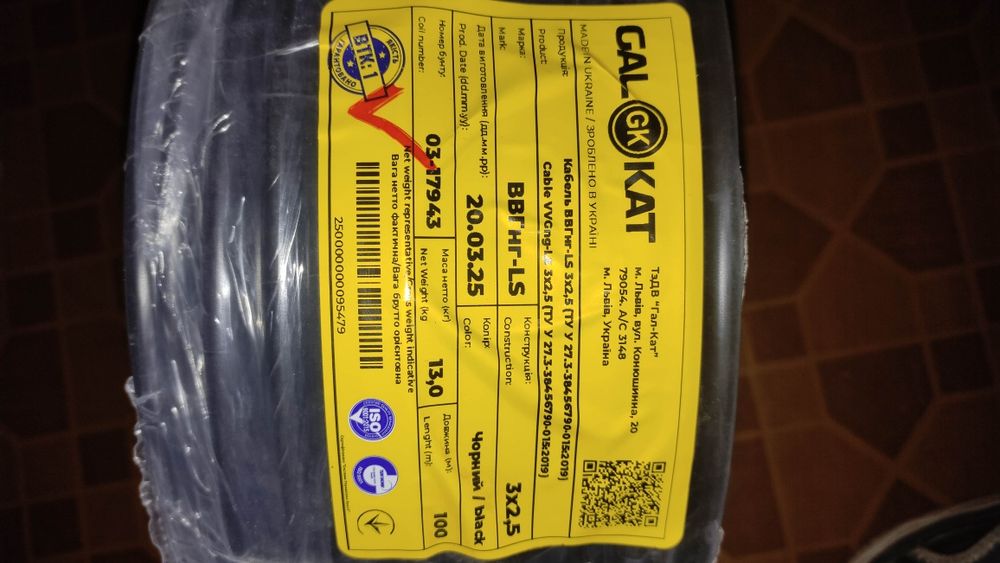 GAL KAT
GK
MADE IN UKRAINE / ЗРОБЛЕНО В УКРАЇНІ
ТзДВ "Гал-Кат"
м. Львів, вул. Конюшинна, 20
79054. А/С 3148
м. Львів, Україна
Продукція:
Product:
Кабель ВВГнг-LS 3х2,5 (ТУ У 27.3-38456790-015:2019)
Cable VVGng-LS 3x2,5 (ТУ У 27.3-38456790-015:2019)
Марка:
Mark:
ВВГнг-LS
Конструкція:
Construction:
3x2,5
Дата виготовлення (дд.мм.рр):
Prod. Date (dd.mm.yy):
20.03.25
Колір:
Color:
Чорний / black
Номер бухту:
Coil number:
03-17943
Маса нетто (кг)
Net Weight (kg
13,0
Довжина (м):
Lenght (m):
100
Net weight representative/ s weight indicative
Вага нетто фактична/Вага брутто орієнтовна
2500000000095479
ЯКІСТЬ
ВТК: 1
ГАРАНТОВАНО
ISO